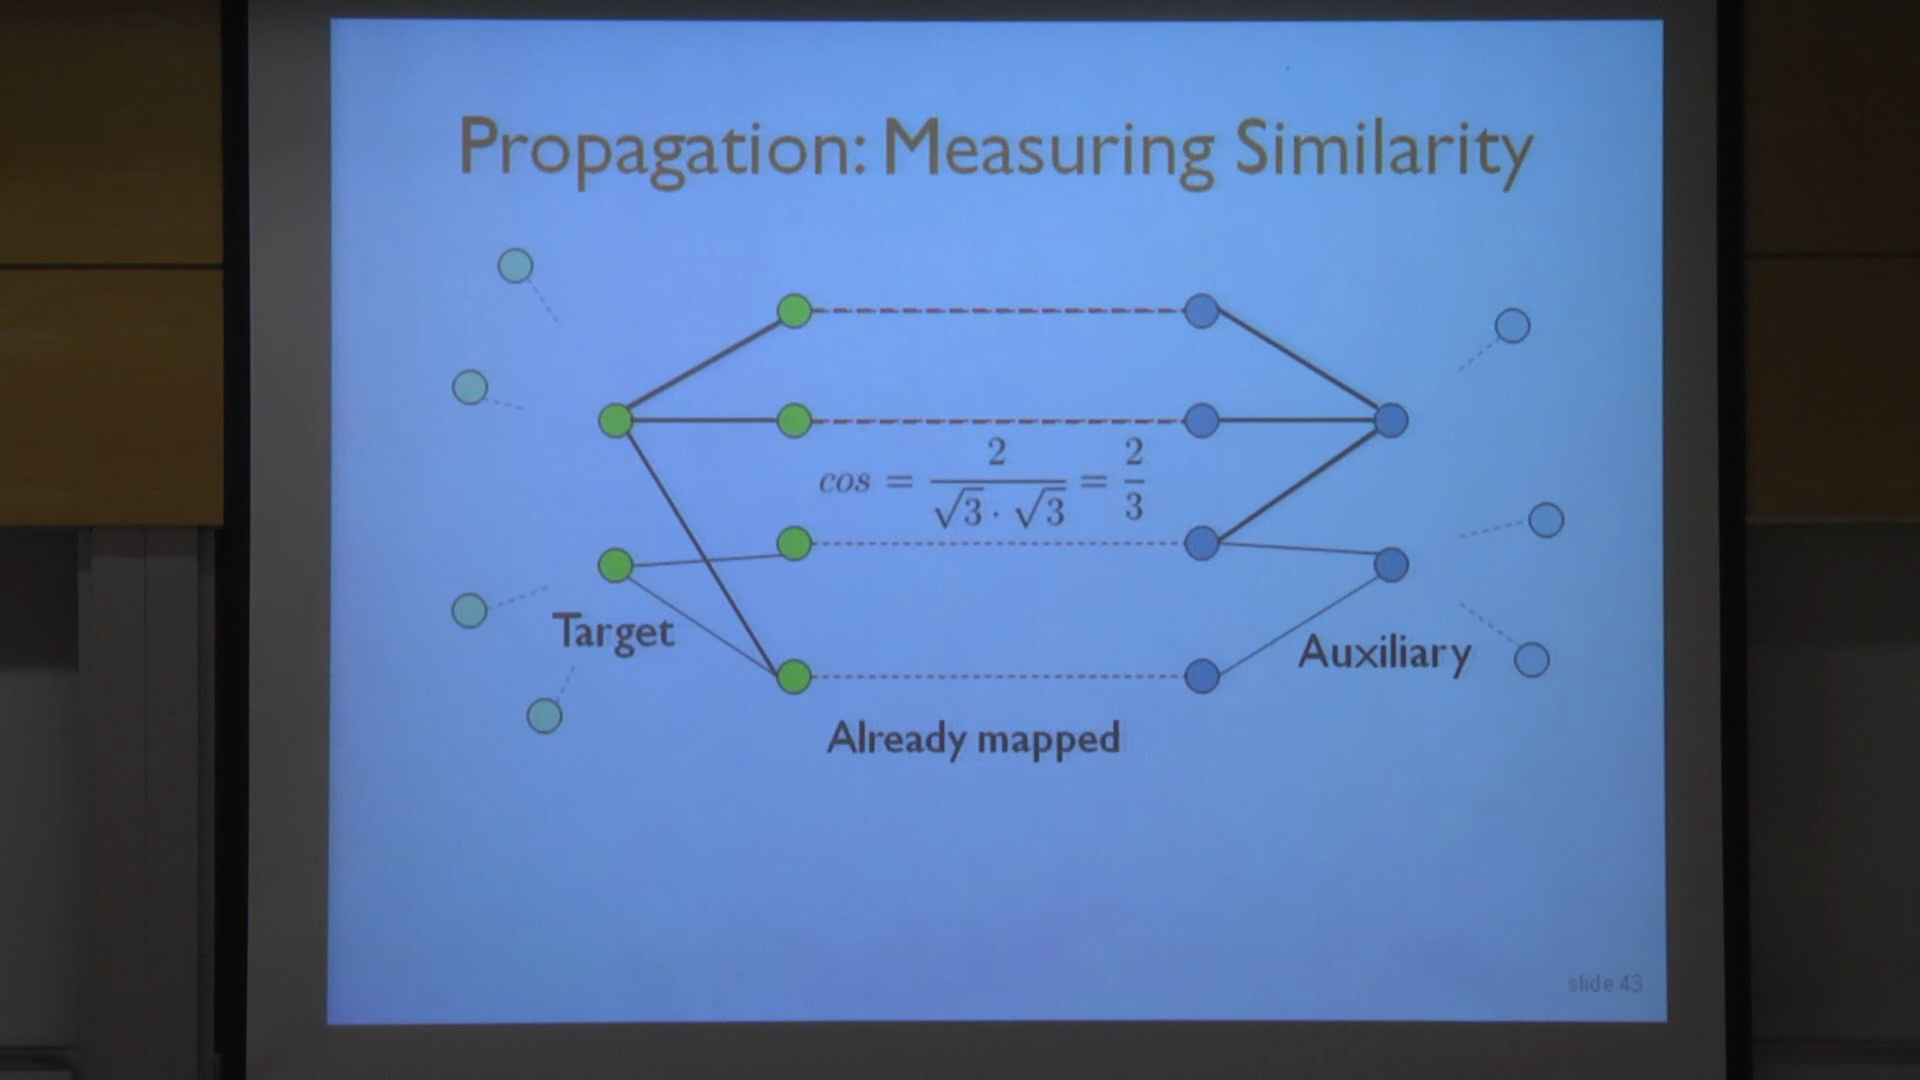 Propagation: Measuring Similarity
cos = 2 / √3 · √3 = 2 / 3
Target
Auxiliary
Already mapped
slide 43